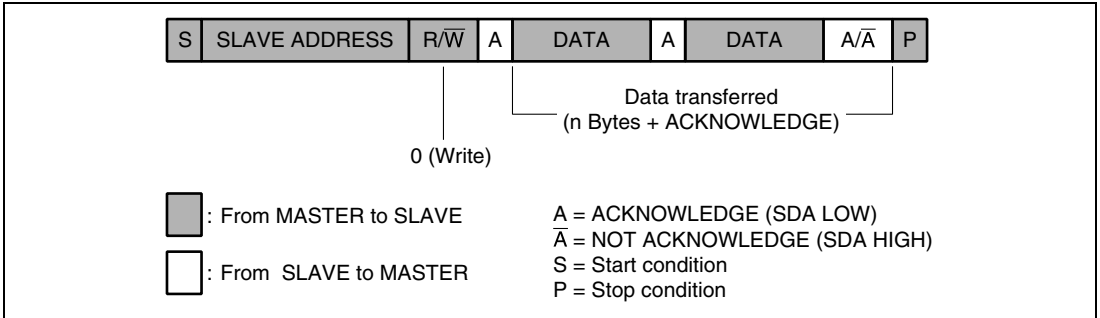 S SLAVE ADDRESS R/W̅ A DATA A DATA A/A̅ P
Data transferred
(n Bytes + ACKNOWLEDGE)
0 (Write)
: From MASTER to SLAVE
: From SLAVE to MASTER
A = ACKNOWLEDGE (SDA LOW)
A̅ = NOT ACKNOWLEDGE (SDA HIGH)
S = Start condition
P = Stop condition